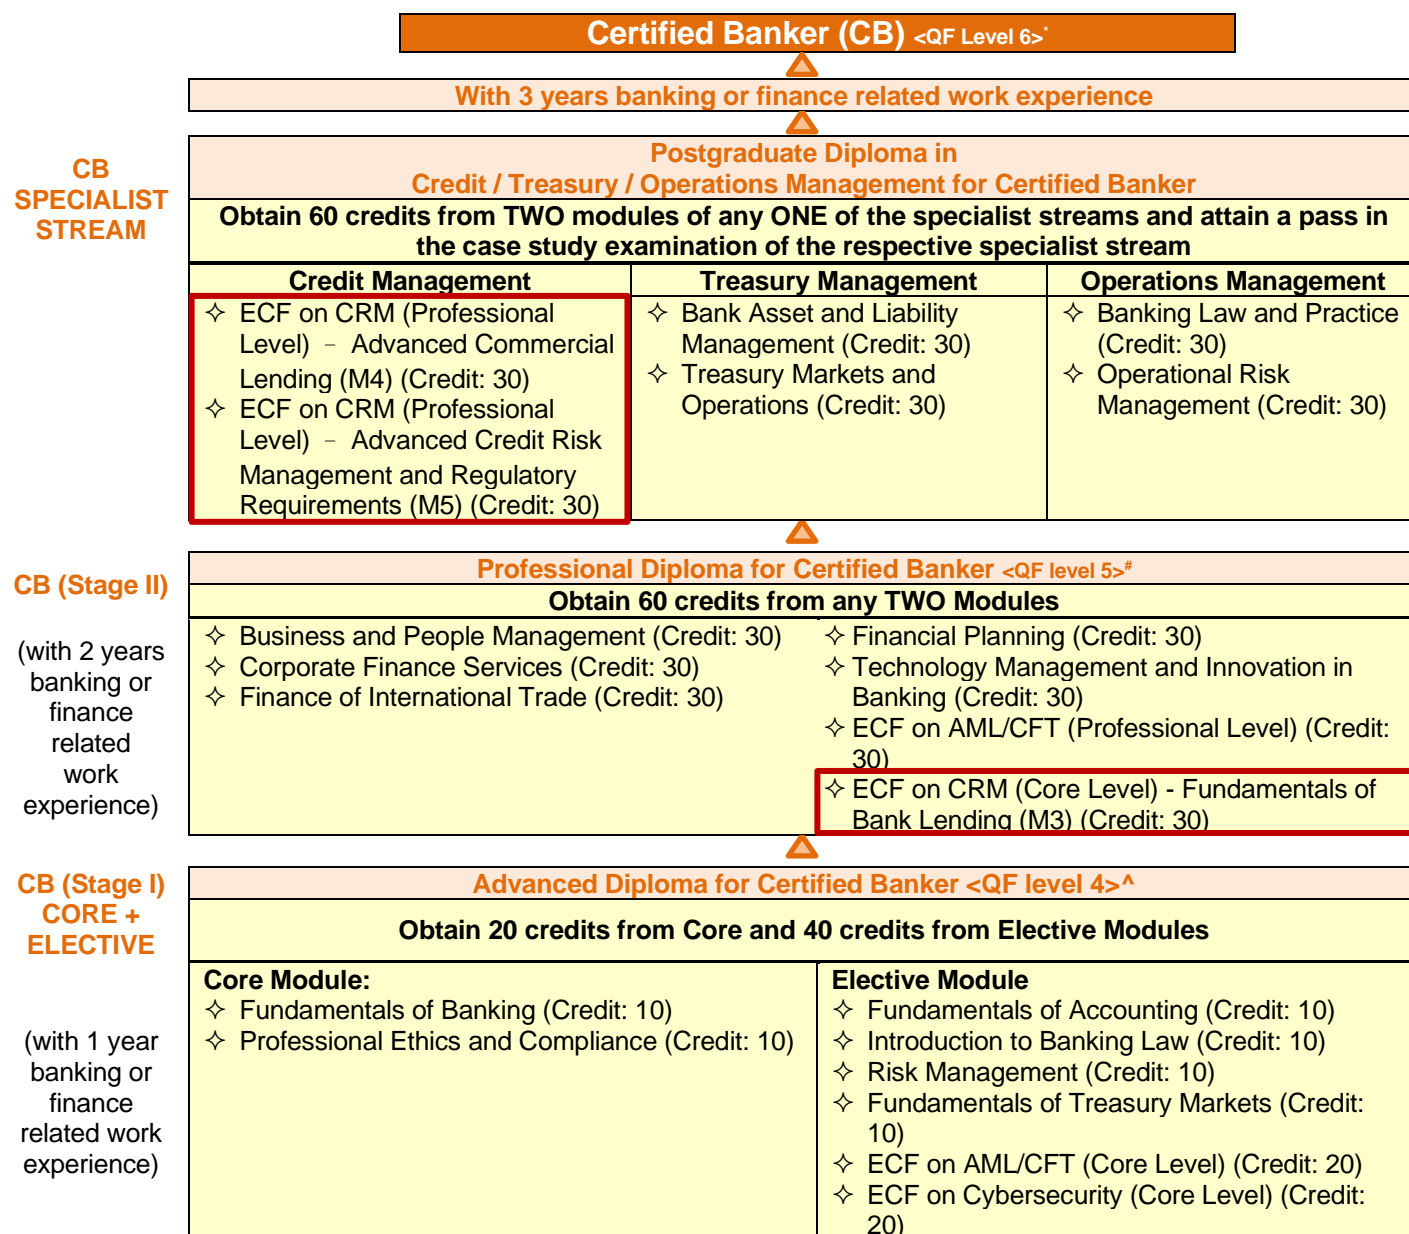 Certified Banker (CB) <QF Level 6>*
With 3 years banking or finance related work experience
CB
SPECIALIST
STREAM
Postgraduate Diploma in
Credit / Treasury / Operations Management for Certified Banker
Obtain 60 credits from TWO modules of any ONE of the specialist streams and attain a pass in
the case study examination of the respective specialist stream
Credit Management
✧ ECF on CRM (Professional
Level) – Advanced Commercial
Lending (M4) (Credit: 30)
✧ ECF on CRM (Professional
Level) – Advanced Credit Risk
Management and Regulatory
Requirements (M5) (Credit: 30)
Treasury Management
✧ Bank Asset and Liability
Management (Credit: 30)
✧ Treasury Markets and
Operations (Credit: 30)
Operations Management
✧ Banking Law and Practice
(Credit: 30)
✧ Operational Risk
Management (Credit: 30)
CB (Stage II)
(with 2 years
banking or
finance
related
work
experience)
Professional Diploma for Certified Banker <QF level 5>#
Obtain 60 credits from any TWO Modules
✧ Business and People Management (Credit: 30)
✧ Corporate Finance Services (Credit: 30)
✧ Finance of International Trade (Credit: 30)
✧ Financial Planning (Credit: 30)
✧ Technology Management and Innovation in
Banking (Credit: 30)
✧ ECF on AML/CFT (Professional Level) (Credit:
30)
✧ ECF on CRM (Core Level) - Fundamentals of
Bank Lending (M3) (Credit: 30)
CB (Stage I)
CORE +
ELECTIVE
(with 1 year
banking or
finance
related work
experience)
Advanced Diploma for Certified Banker <QF level 4>^
Obtain 20 credits from Core and 40 credits from Elective Modules
Core Module:
✧ Fundamentals of Banking (Credit: 10)
✧ Professional Ethics and Compliance (Credit: 10)
Elective Module
✧ Fundamentals of Accounting (Credit: 10)
✧ Introduction to Banking Law (Credit: 10)
✧ Risk Management (Credit: 10)
✧ Fundamentals of Treasury Markets (Credit:
10)
✧ ECF on AML/CFT (Core Level) (Credit: 20)
✧ ECF on Cybersecurity (Core Level) (Credit:
20)